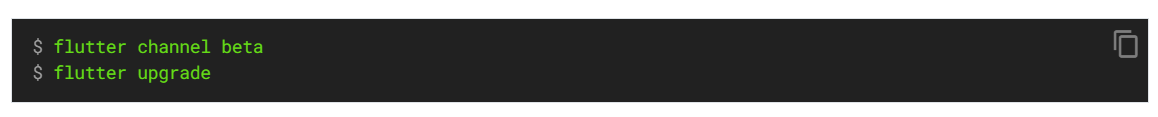 $ flutter channel beta
$ flutter upgrade